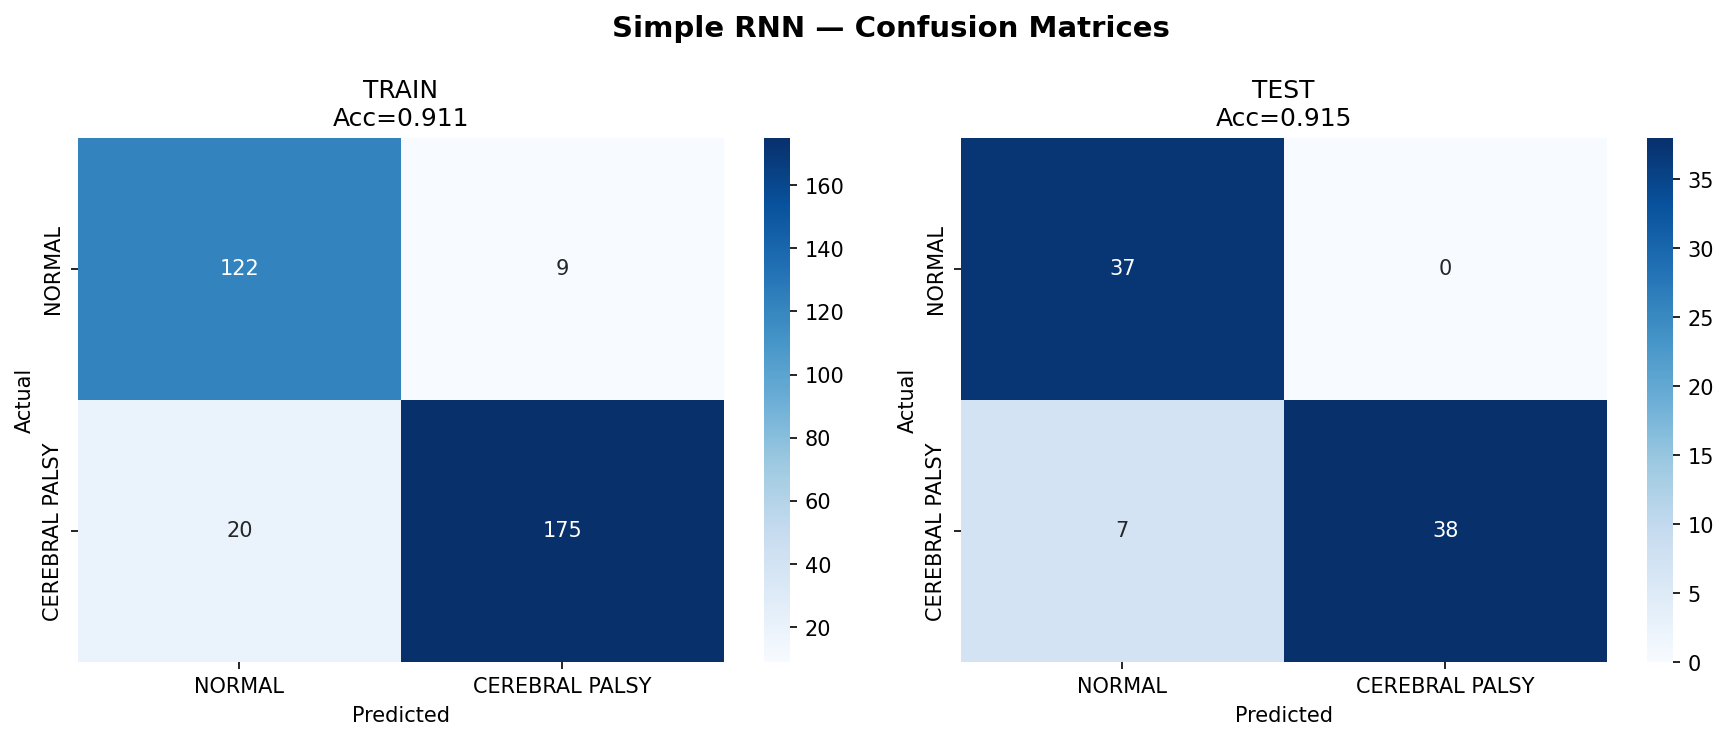 Simple RNN — Confusion Matrices
TRAIN
Acc=0.911
Actual
NORMAL
CEREBRAL PALSY
122
9
20
175
NORMAL
CEREBRAL PALSY
Predicted
160
140
120
100
80
60
40
20
TEST
Acc=0.915
Actual
NORMAL
CEREBRAL PALSY
37
0
7
38
NORMAL
CEREBRAL PALSY
Predicted
35
30
25
20
15
10
5
0